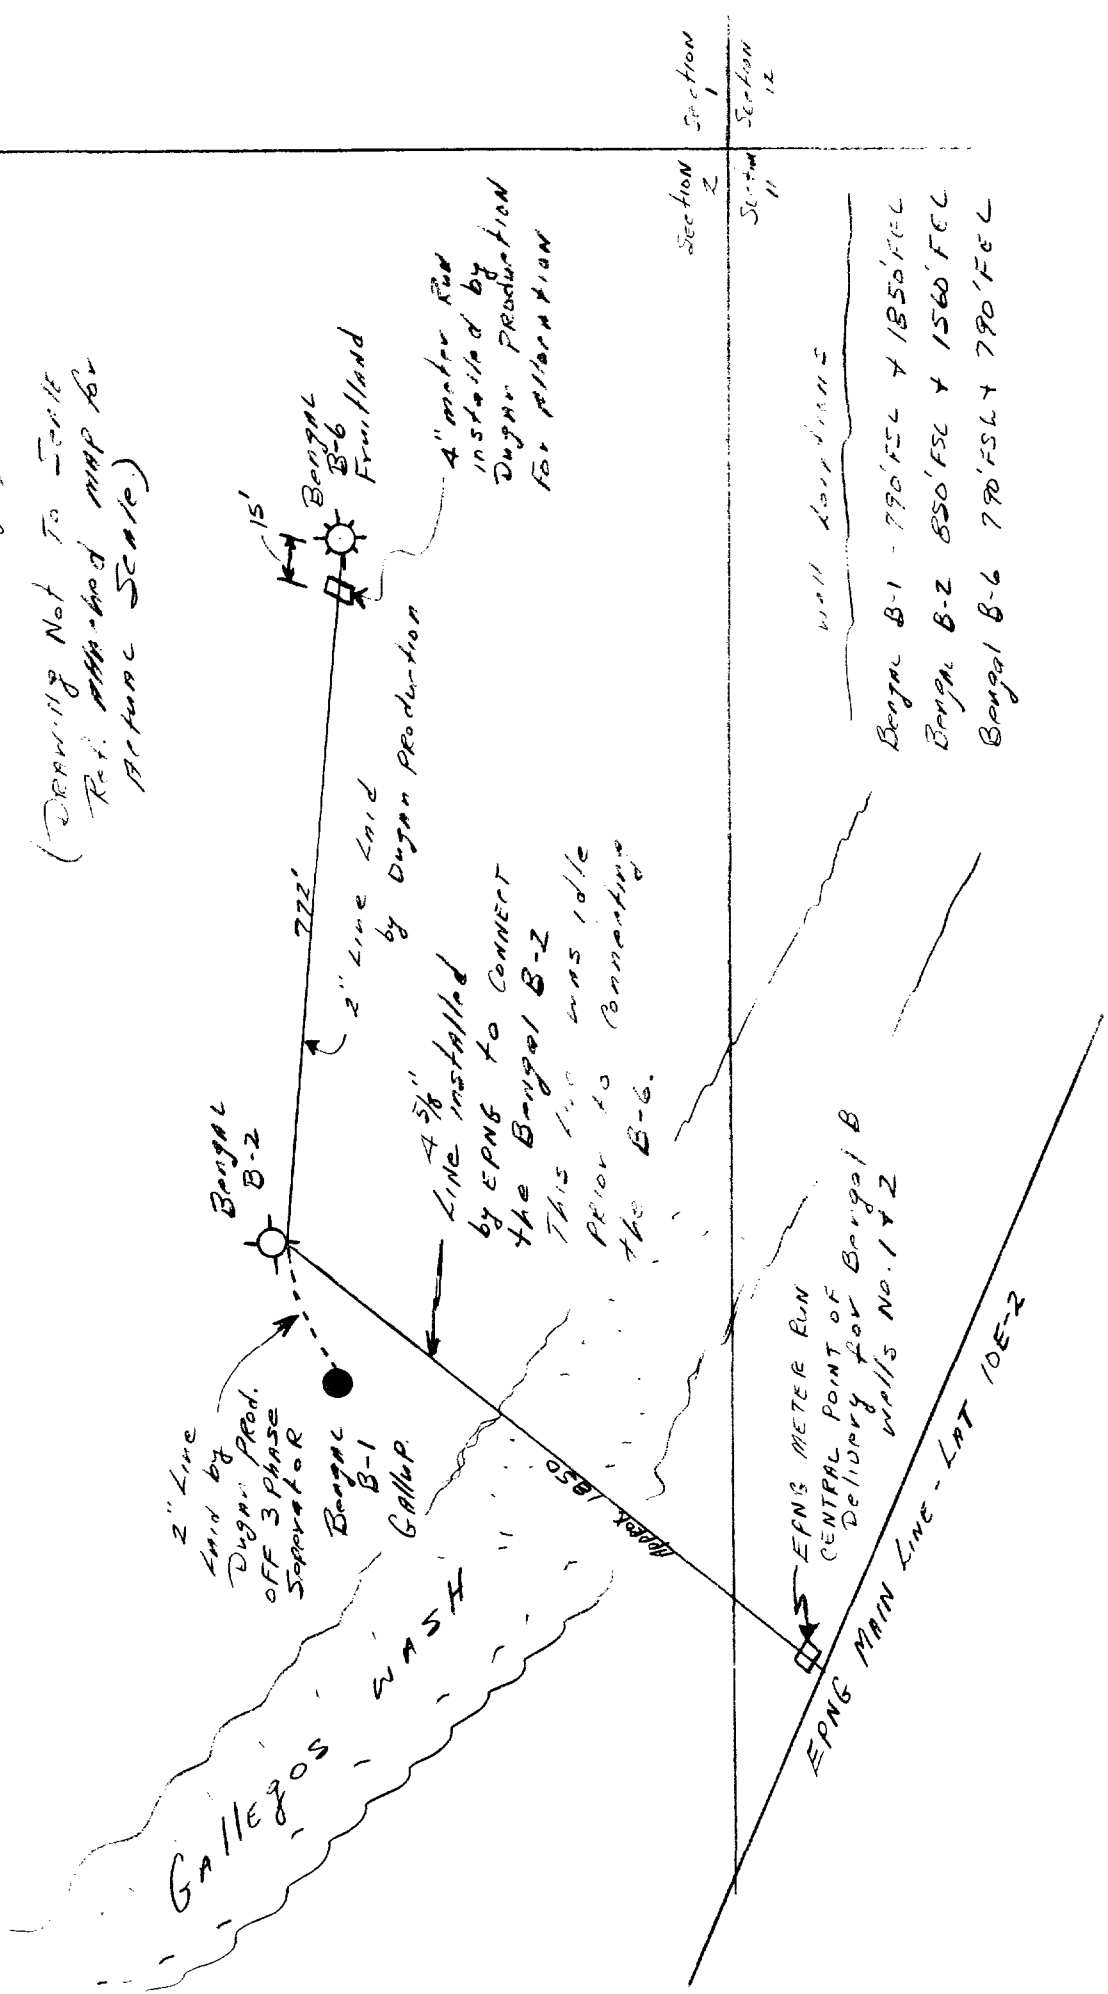 (Drawing Not To Scale
Ref. Attached map for
Actual Scale)
15'
Bengal
B-6
Fruitland
4" meter Run
installed by
Dugan Production
for Allocation
772'
2" Line Laid
by Dugan Production
Bengal
B-2
2" Line
Laid by
Dugan Prod.
OFF 3 Phase
Separator
Bengal
B-1
Gallup
4 5/8"
Line installed
by EPNG to CONNECT
the Bengal B-2
This line was idle
Prior to Connecting
the B-6.
Gallegos Wash
Approx 1850
Section 2
Section 1
Section 11
Section 12
Well Locations
Bengal B-1 - 790' FSL + 1850' FEL
Bengal B-2 850' FSL + 1560' FEL
Bengal B-6 790' FSL + 790' FEL
EPNG METER RUN
CENTRAL POINT OF
Delivery for Bengal B
Wells No. 1 + 2
EPNG MAIN LINE - LAT 10E-2